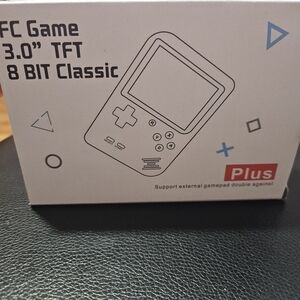 FC Game
3.0" TFT
8 BIT Classic
Plus
Support external gamepad double against